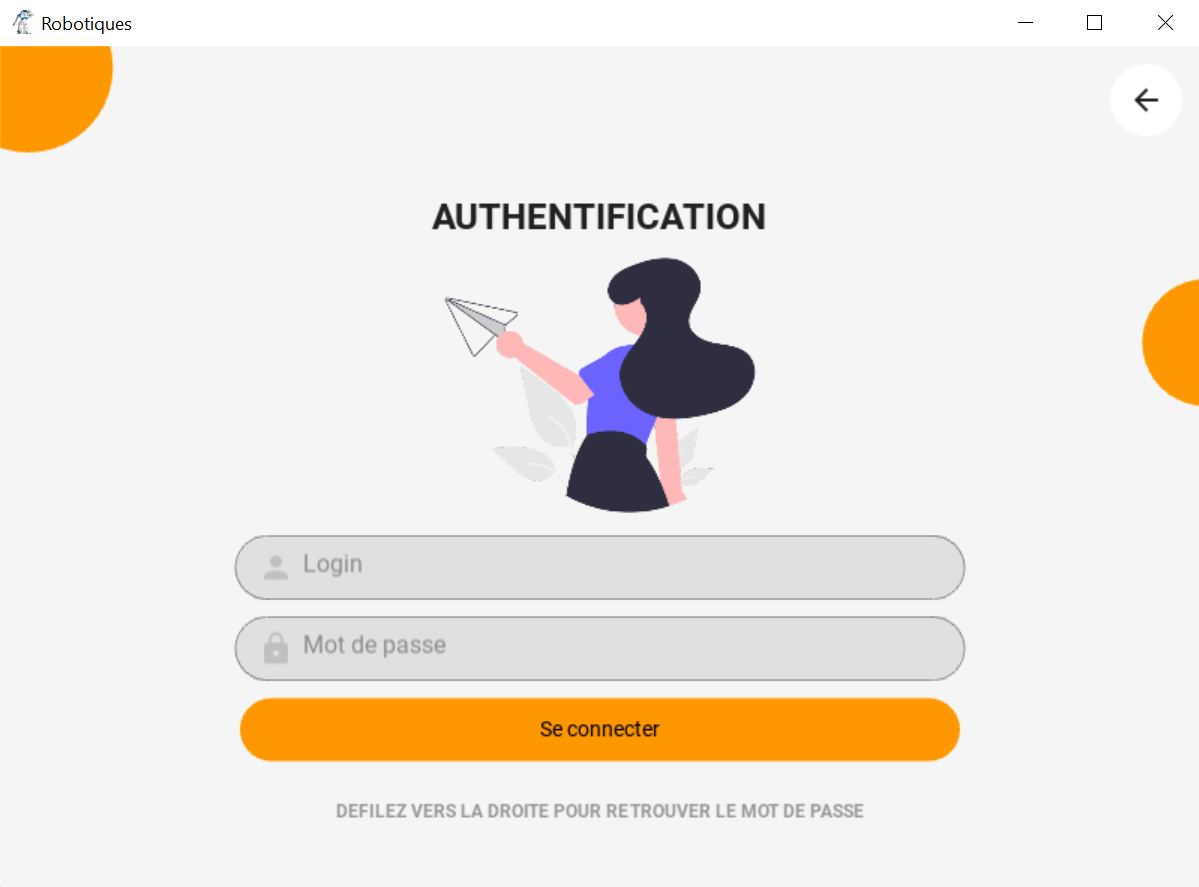 Robotiques
AUTHENTIFICATION
Login
Mot de passe
Se connecter
DEFILEZ VERS LA DROITE POUR RETROUVER LE MOT DE PASSE